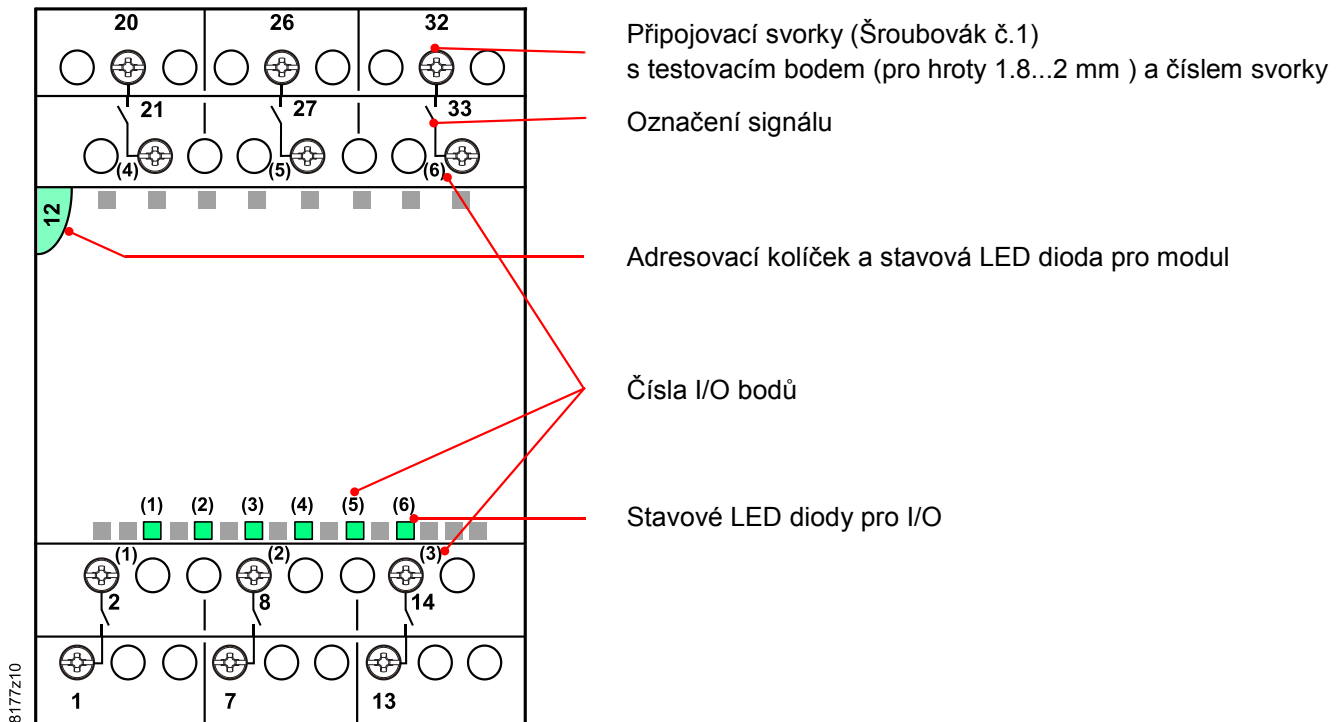 20 26 32
Připojovací svorky (Šroubovák č.1)
s testovacím bodem (pro hroty 1.8...2 mm ) a číslem svorky
21 27 33
Označení signálu
(4) (5) (6)
12
Adresovací kolíček a stavová LED dioda pro modul
Čísla I/O bodů
(1) (2) (3) (4) (5) (6)
Stavové LED diody pro I/O
(1) (2) (3)
2 8 14
1 7 13
8177z10